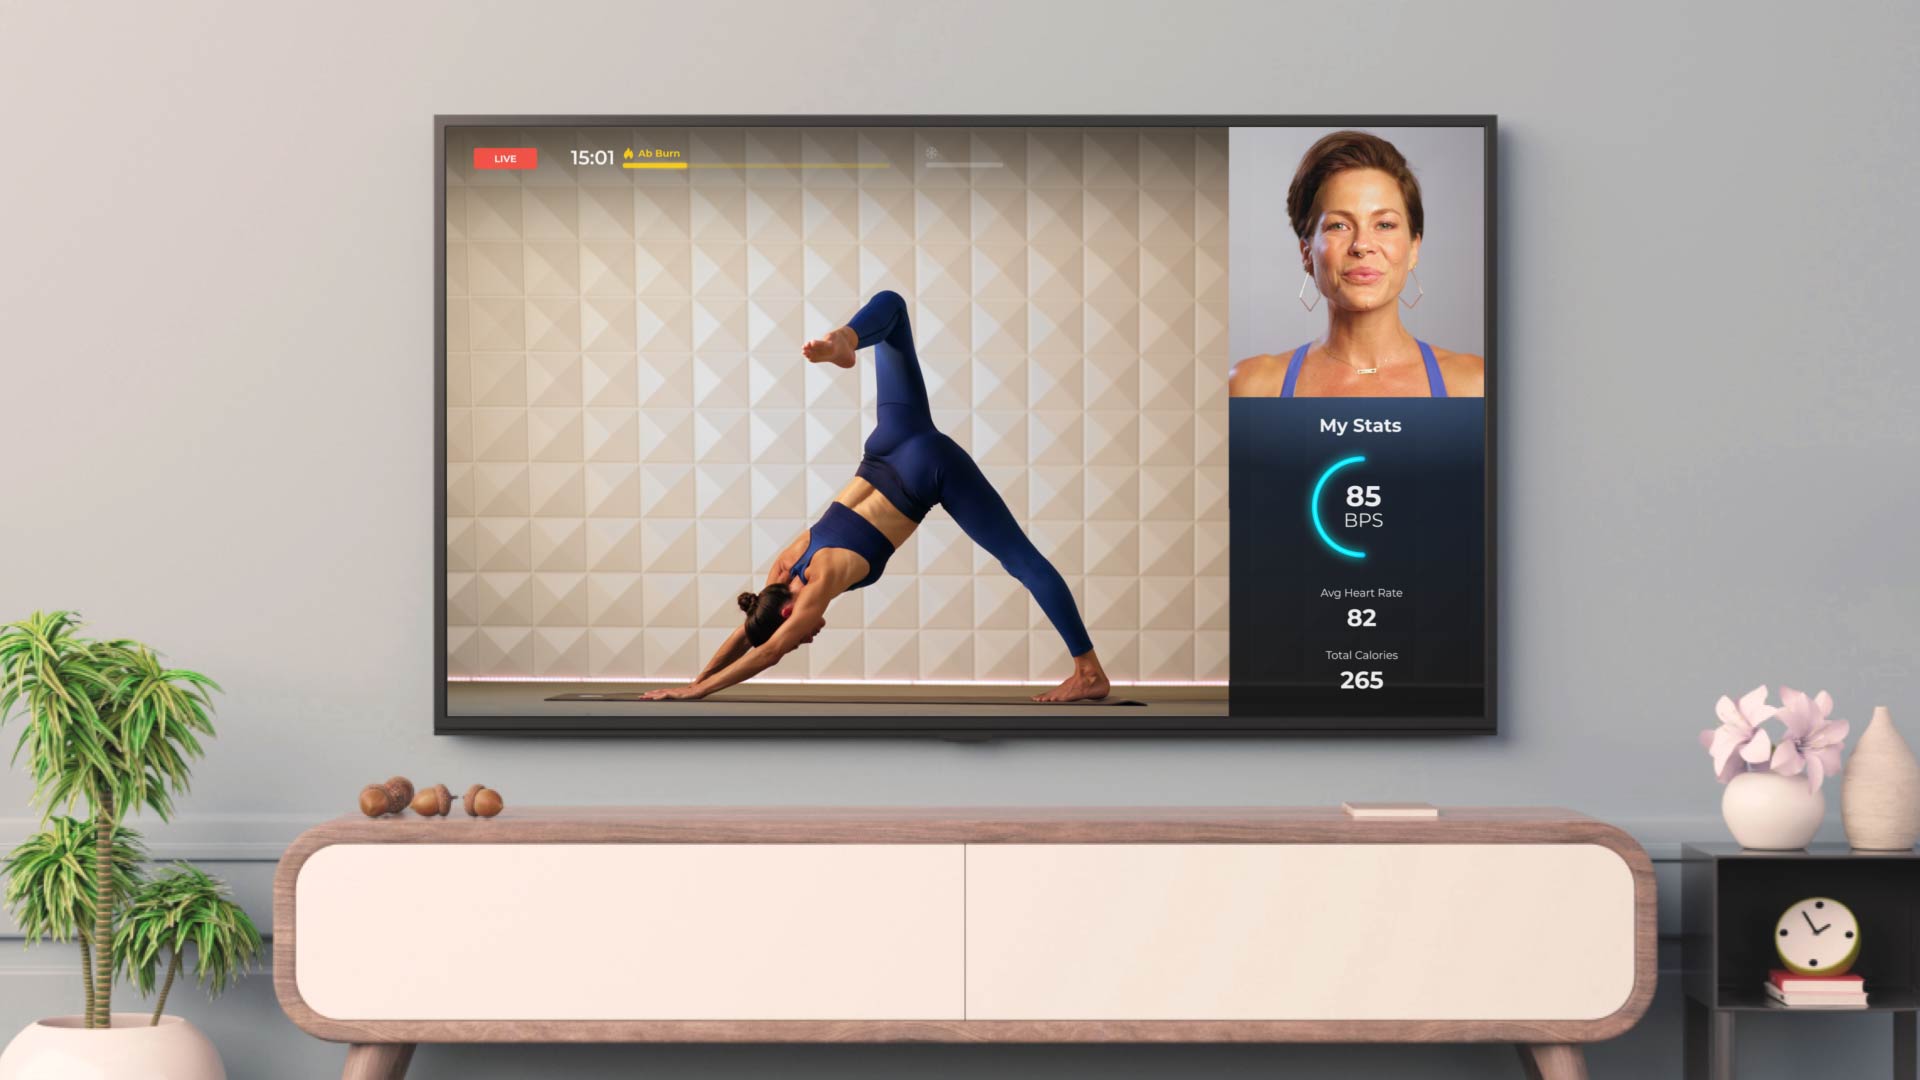 LIVE
15:01
Ab Burn
My Stats
85
BPS
Avg Heart Rate
82
Total Calories
265